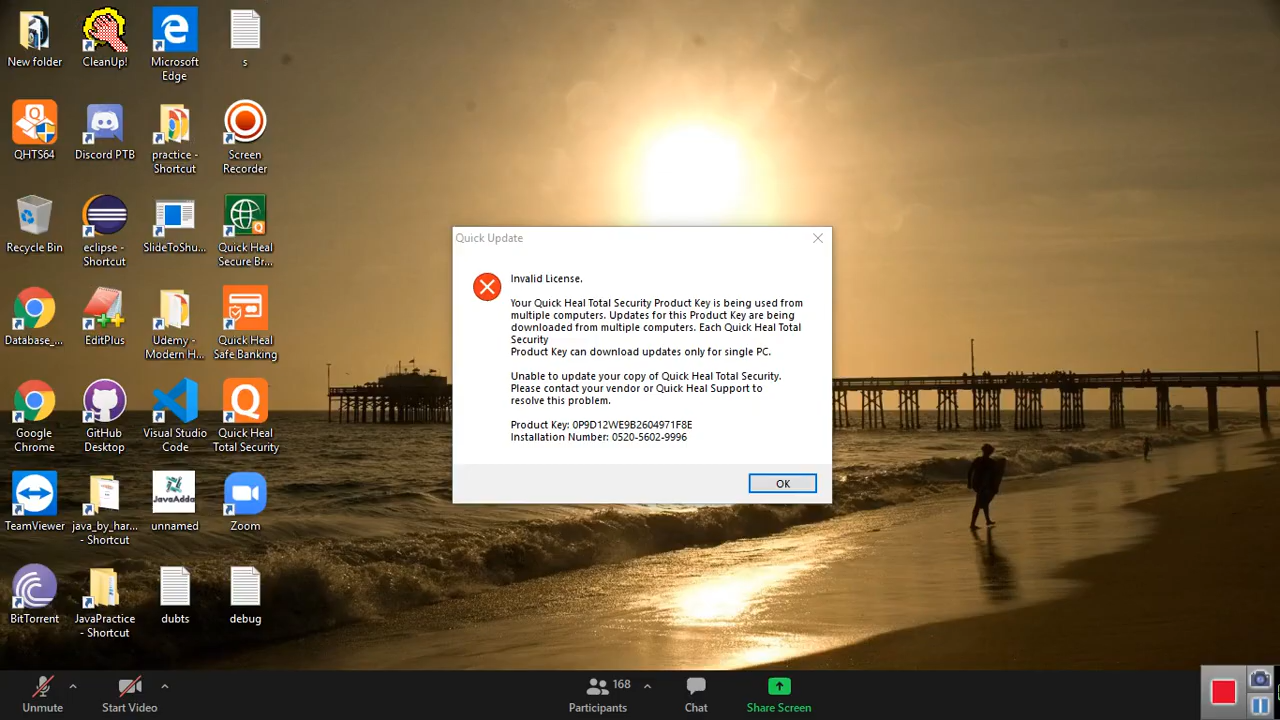 New folder
CleanUp!
Microsoft
Edge
s
QHTS64
Discord PTB
practice -
Shortcut
Screen
Recorder
Recycle Bin
eclipse -
Shortcut
SlideToShu...
Quick Heal
Secure Br...
Database_...
EditPlus
Udemy -
Modern H...
Quick Heal
Safe Banking
Google
Chrome
GitHub
Desktop
Visual Studio
Code
Quick Heal
Total Security
TeamViewer
java_by_har...
- Shortcut
JavaAdda
unnamed
Zoom
BitTorrent
JavaPractice
- Shortcut
dubts
debug
Quick Update
Invalid License.
Your Quick Heal Total Security Product Key is being used from
multiple computers. Updates for this Product Key are being
downloaded from multiple computers. Each Quick Heal Total
Security
Product Key can download updates only for single PC.
Unable to update your copy of Quick Heal Total Security.
Please contact your vendor or Quick Heal Support to
resolve this problem.
Product Key: 0P9D12WE9B2604971F8E
Installation Number: 0520-5602-9996
OK
Unmute
Start Video
168
Participants
Chat
Share Screen